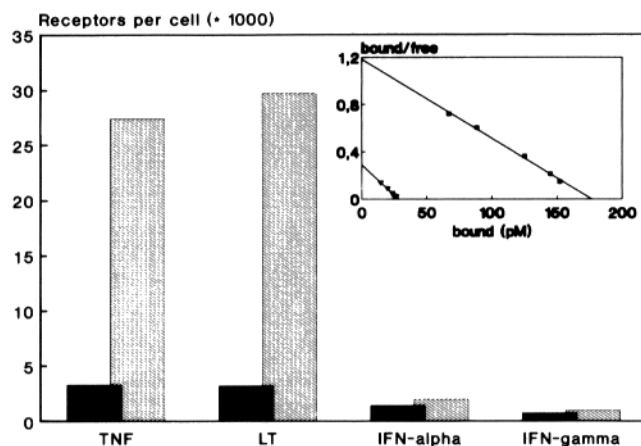 Receptors per cell (* 1000)
35
30
25
20
15
10
5
0
TNF
LT
IFN-alpha
IFN-gamma
bound/free
1,2
0,8
0,4
0
0
50
100
150
200
bound (pM)